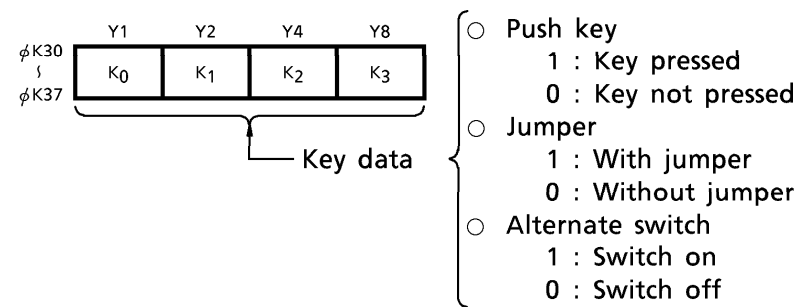 Y1 Y2 Y4 Y8
φK30
~
φK37
K0 K1 K2 K3
Key data
○ Push key
1 : Key pressed
0 : Key not pressed
○ Jumper
1 : With jumper
0 : Without jumper
○ Alternate switch
1 : Switch on
0 : Switch off